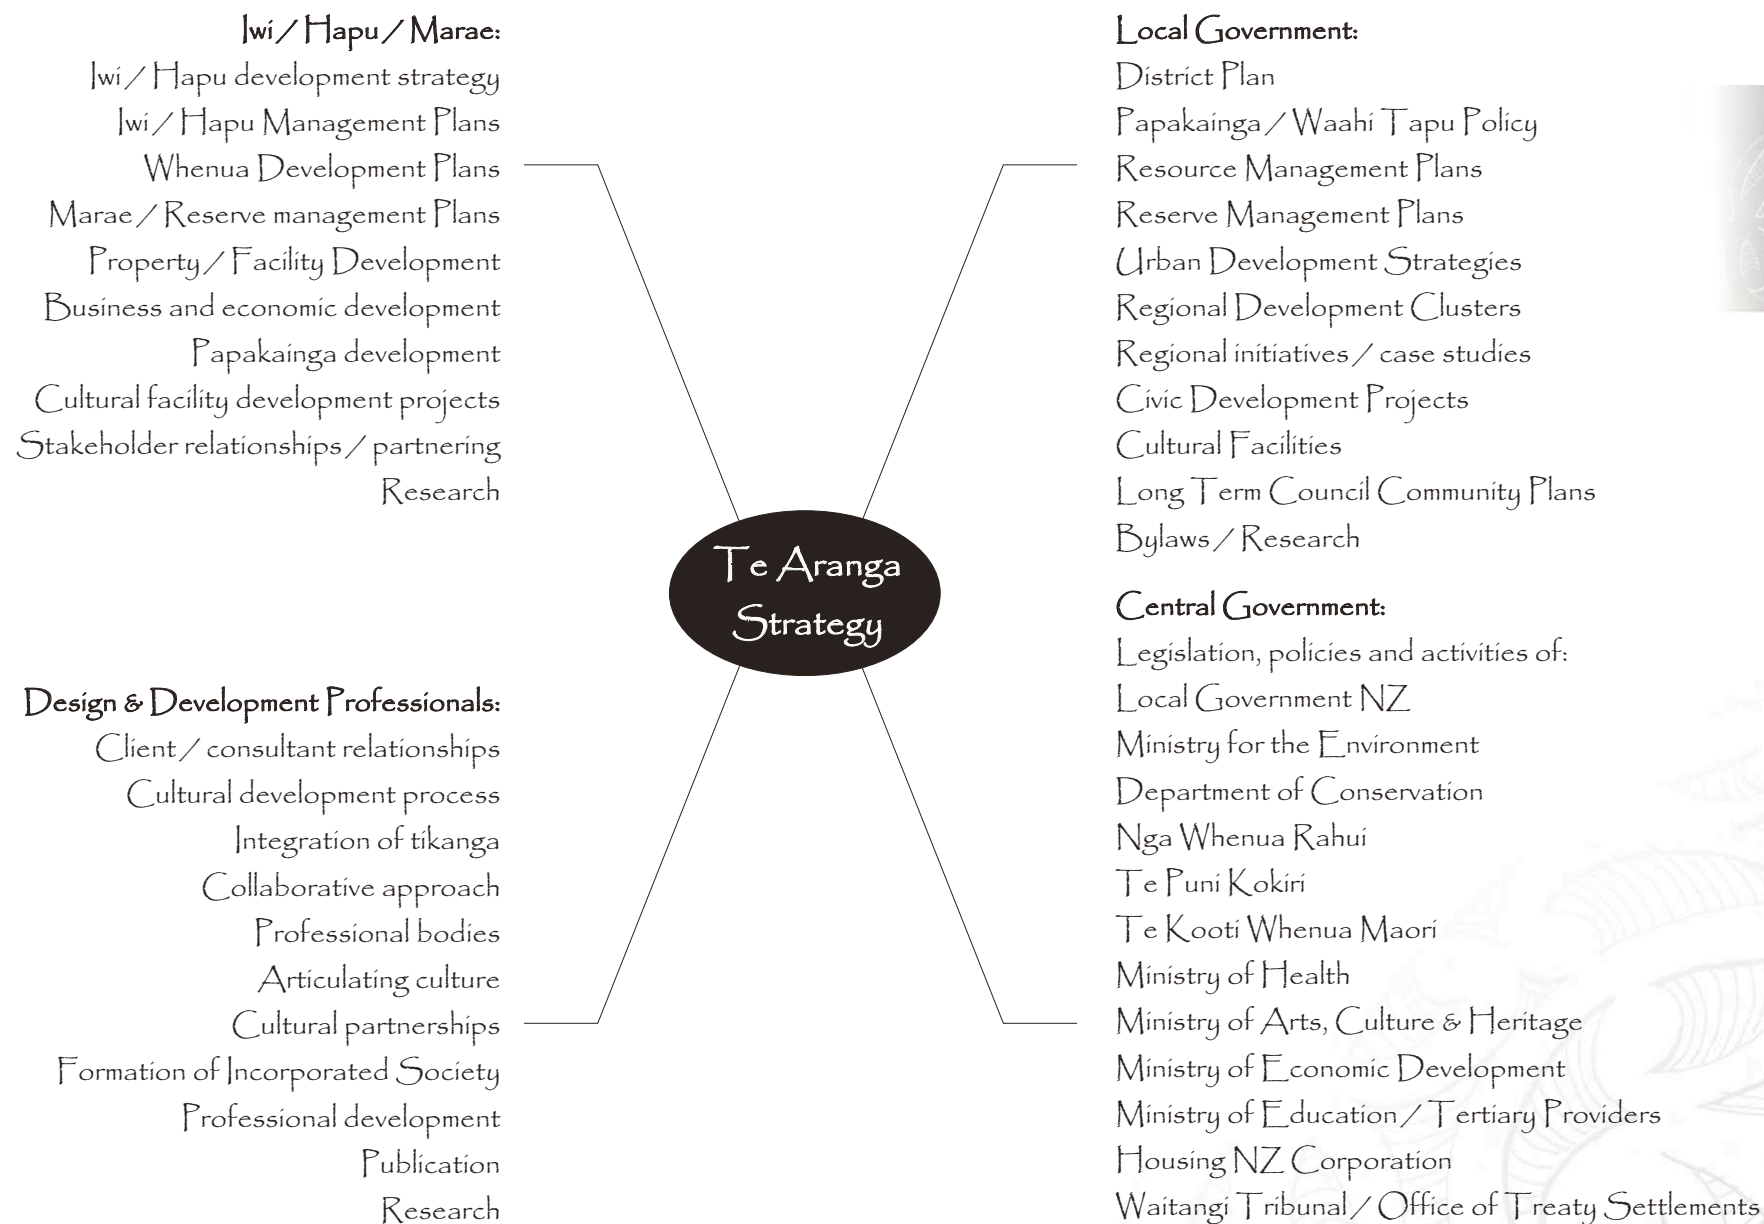 Iwi / Hapu / Marae:
Iwi / Hapu development strategy
Iwi / Hapu Management Plans
Whenua Development Plans
Marae / Reserve management Plans
Property / Facility Development
Business and economic development
Papakainga development
Cultural facility development projects
Stakeholder relationships / partnering
Research
Local Government:
District Plan
Papakainga / Waahi Tapu Policy
Resource Management Plans
Reserve Management Plans
Urban Development Strategies
Regional Development Clusters
Regional initiatives / case studies
Civic Development Projects
Cultural Facilities
Long Term Council Community Plans
Bylaws / Research
Te Aranga
Strategy
Design & Development Professionals:
Client / consultant relationships
Cultural development process
Integration of tikanga
Collaborative approach
Professional bodies
Articulating culture
Cultural partnerships
Formation of Incorporated Society
Professional development
Publication
Research
Central Government:
Legislation, policies and activities of:
Local Government NZ
Ministry for the Environment
Department of Conservation
Nga Whenua Rahui
Te Puni Kokiri
Te Kooti Whenua Maori
Ministry of Health
Ministry of Arts, Culture & Heritage
Ministry of Economic Development
Ministry of Education / Tertiary Providers
Housing NZ Corporation
Waitangi Tribunal / Office of Treaty Settlements